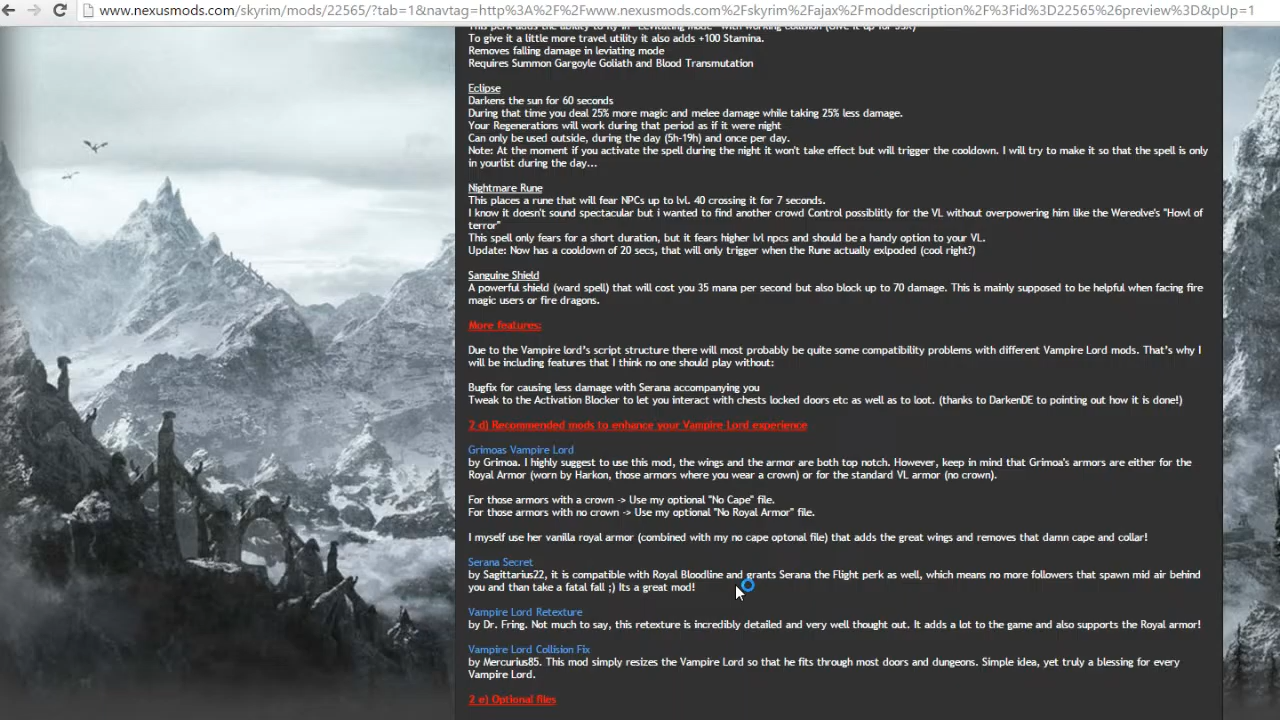 www.nexusmods.com/skyrim/mods/22565/?tab=1&navtag=http%3A%2F%2Fwww.nexusmods.com%2Fskyrim%2Fajax%2Fmoddescription%2F%3Fid%3D22565%26preview%3D&pUp=1
To give it a little more travel utility it also adds +100 Stamina.
Removes falling damage in leviating mode
Requires Summon Gargoyle Goliath and Blood Transmutation
Eclipse
Darkens the sun for 60 seconds
During that time you deal 25% more magic and melee damage while taking 25% less damage.
Your Regenerations will work during that period as if it were night
Can only be used outside, during the day (5h-19h) and once per day.
Note: At the moment if you activate the spell during the night it won't take effect but will trigger the cooldown. I will try to make it so that the spell is only
in yourlist during the day...
Nightmare Rune
This places a rune that will fear NPCs up to lvl. 40 crossing it for 7 seconds.
I know it doesn't sound spectacular but i wanted to find another crowd Control possiblitly for the VL without overpowering him like the Wereolve's "Howl of
terror"
This spell only fears for a short duration, but it fears higher lvl npcs and should be a handy option to your VL.
Update: Now has a cooldown of 20 secs, that will only trigger when the Rune actually exlpoded (cool right?)
Sanguine Shield
A powerful shield (ward spell) that will cost you 35 mana per second but also block up to 70 damage. This is mainly supposed to be helpful when facing fire
magic users or fire dragons.
More features:
Due to the Vampire lord's script structure there will most probably be quite some compatibility problems with different Vampire Lord mods. That's why I
will be including features that I think no one should play without:
Bugfix for causing less damage with Serana accompanying you
Tweak to the Activation Blocker to let you interact with chests locked doors etc as well as to loot. (thanks to DarkenDE to pointing out how it is done!)
2 d) Recommended mods to enhance your Vampire Lord experience
Grimoas Vampire Lord
by Grimoa. I highly suggest to use this mod, the wings and the armor are both top notch. However, keep in mind that Grimoa's armors are either for the
Royal Armor (worn by Harkon, those armors where you wear a crown) or for the standard VL armor (no crown).
For those armors with a crown -> Use my optional "No Cape" file.
For those armors with no crown -> Use my optional "No Royal Armor" file.
I myself use her vanilla royal armor (combined with my no cape optonal file) that adds the great wings and removes that damn cape and collar!
Serana Secret
by Sagittarius22, it is compatible with Royal Bloodline and grants Serana the Flight perk as well, which means no more followers that spawn mid air behind
you and than take a fatal fall ;) Its a great mod!
Vampire Lord Retexture
by Dr. Fring. Not much to say, this retexture is incredibly detailed and very well thought out. It adds a lot to the game and also supports the Royal armor!
Vampire Lord Collision Fix
by Mercurius85. This mod simply resizes the Vampire Lord so that he fits through most doors and dungeons. Simple idea, yet truly a blessing for every
Vampire Lord.
2 e) Optional files